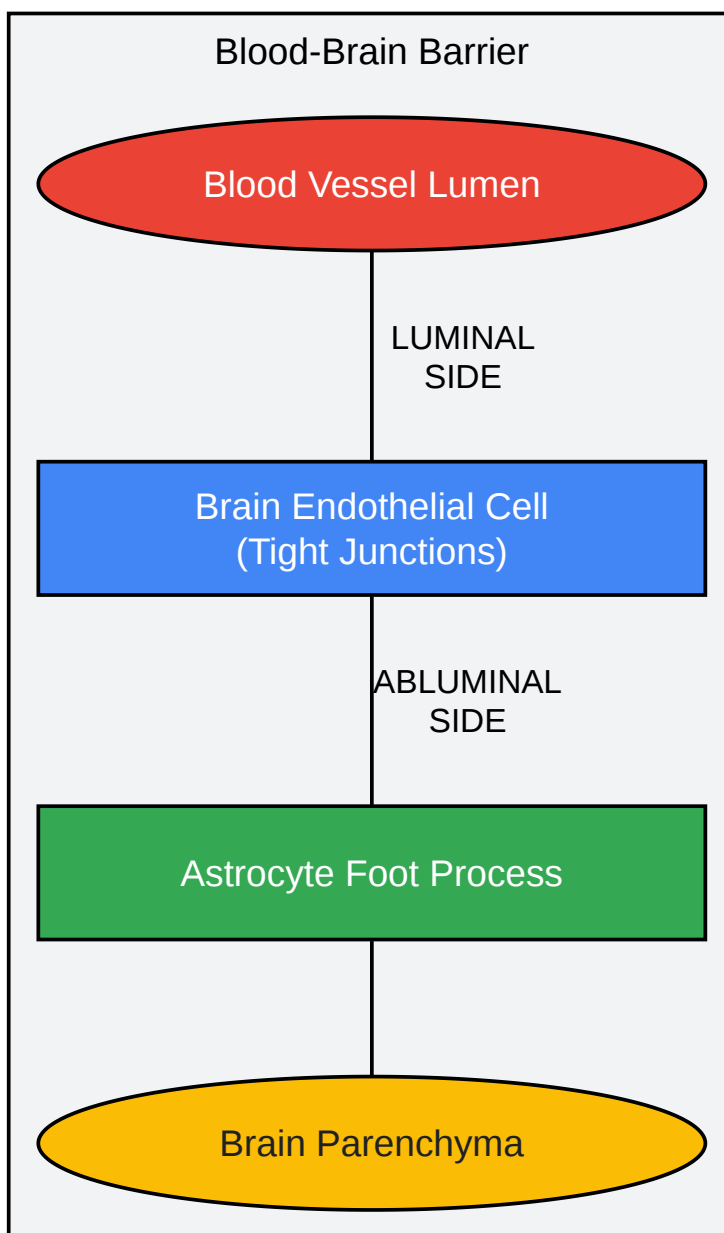 Blood-Brain Barrier
Blood Vessel Lumen
LUMINAL
SIDE
Brain Endothelial Cell
(Tight Junctions)
ABLUMINAL
SIDE
Astrocyte Foot Process
Brain Parenchyma